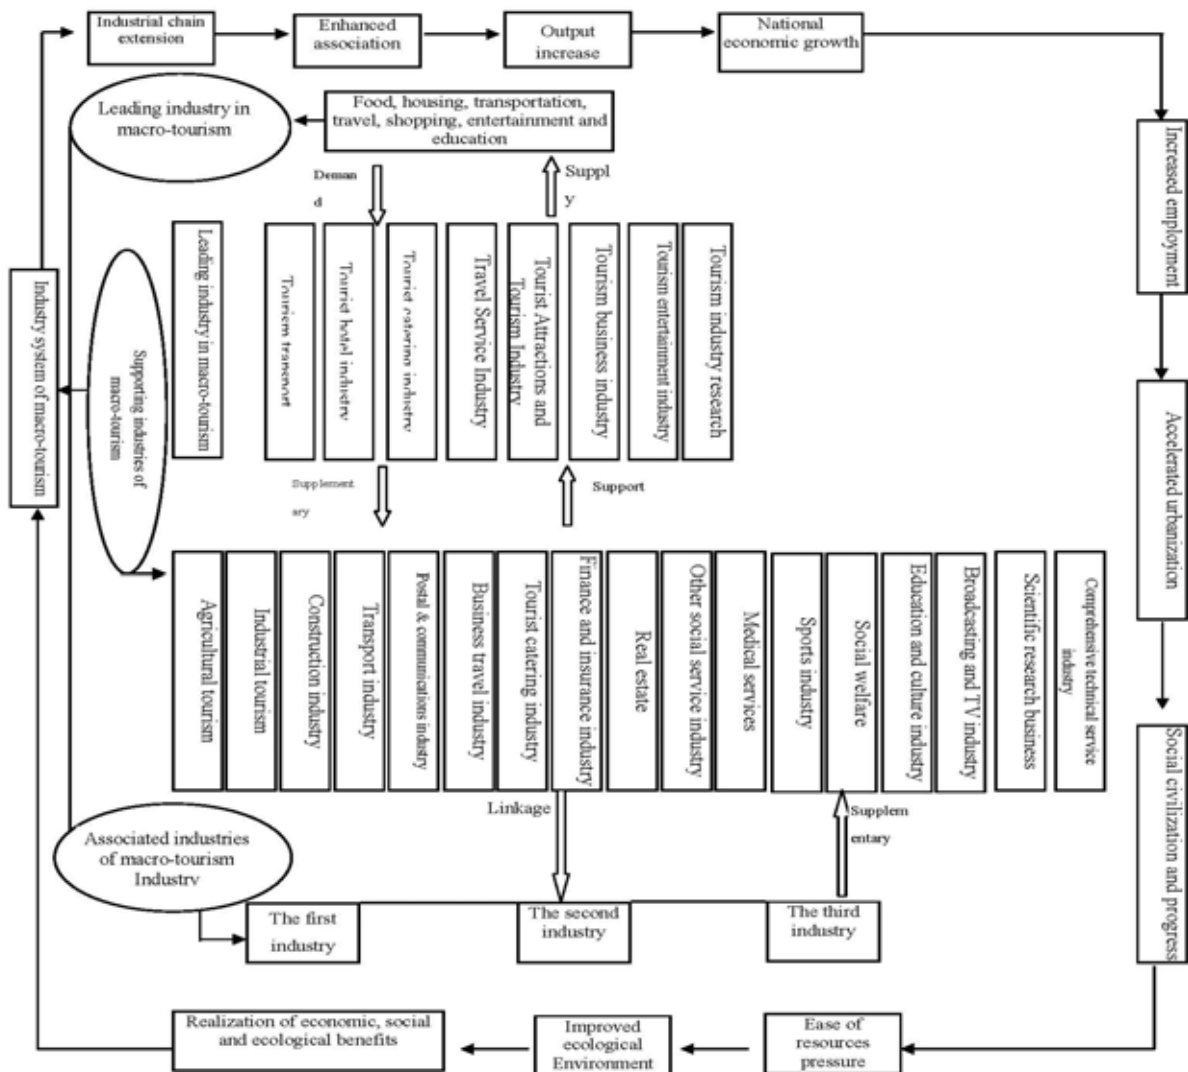 Industrial chain
extension
Enhanced
association
Output
increase
National
economic growth
Leading industry in
macro-tourism
Food, housing, transportation,
travel, shopping, entertainment and
education
Deman
d
Suppl
y
Increased employment
Leading industry in macro-tourism
Tourism transport
Tourist hotel industry
Tourist catering industry
Travel Service Industry
Tourist Attractions and
Tourism Industry
Tourism business industry
Tourism entertainment industry
Tourism industry research
Industry system of macro-tourism
Supporting industries of
macro-tourism
Supplement
ary
Support
Accelerated urbanization
Agricultural tourism
Industrial tourism
Construction industry
Transport industry
Postal & communications industry
Business travel industry
Tourist catering industry
Finance and insurance industry
Real estate
Other social service industry
Medical services
Sports industry
Social welfare
Education and culture industry
Broadcasting and TV industry
Scientific research business
Comprehensive technical service
industry
Social civilization and progress
Linkage
Supplem
entary
Associated industries
of macro-tourism
Industry
The first
industry
The second
industry
The third
industry
Realization of economic, social
and ecological benefits
Improved
ecological
Environment
Ease of
resources
pressure